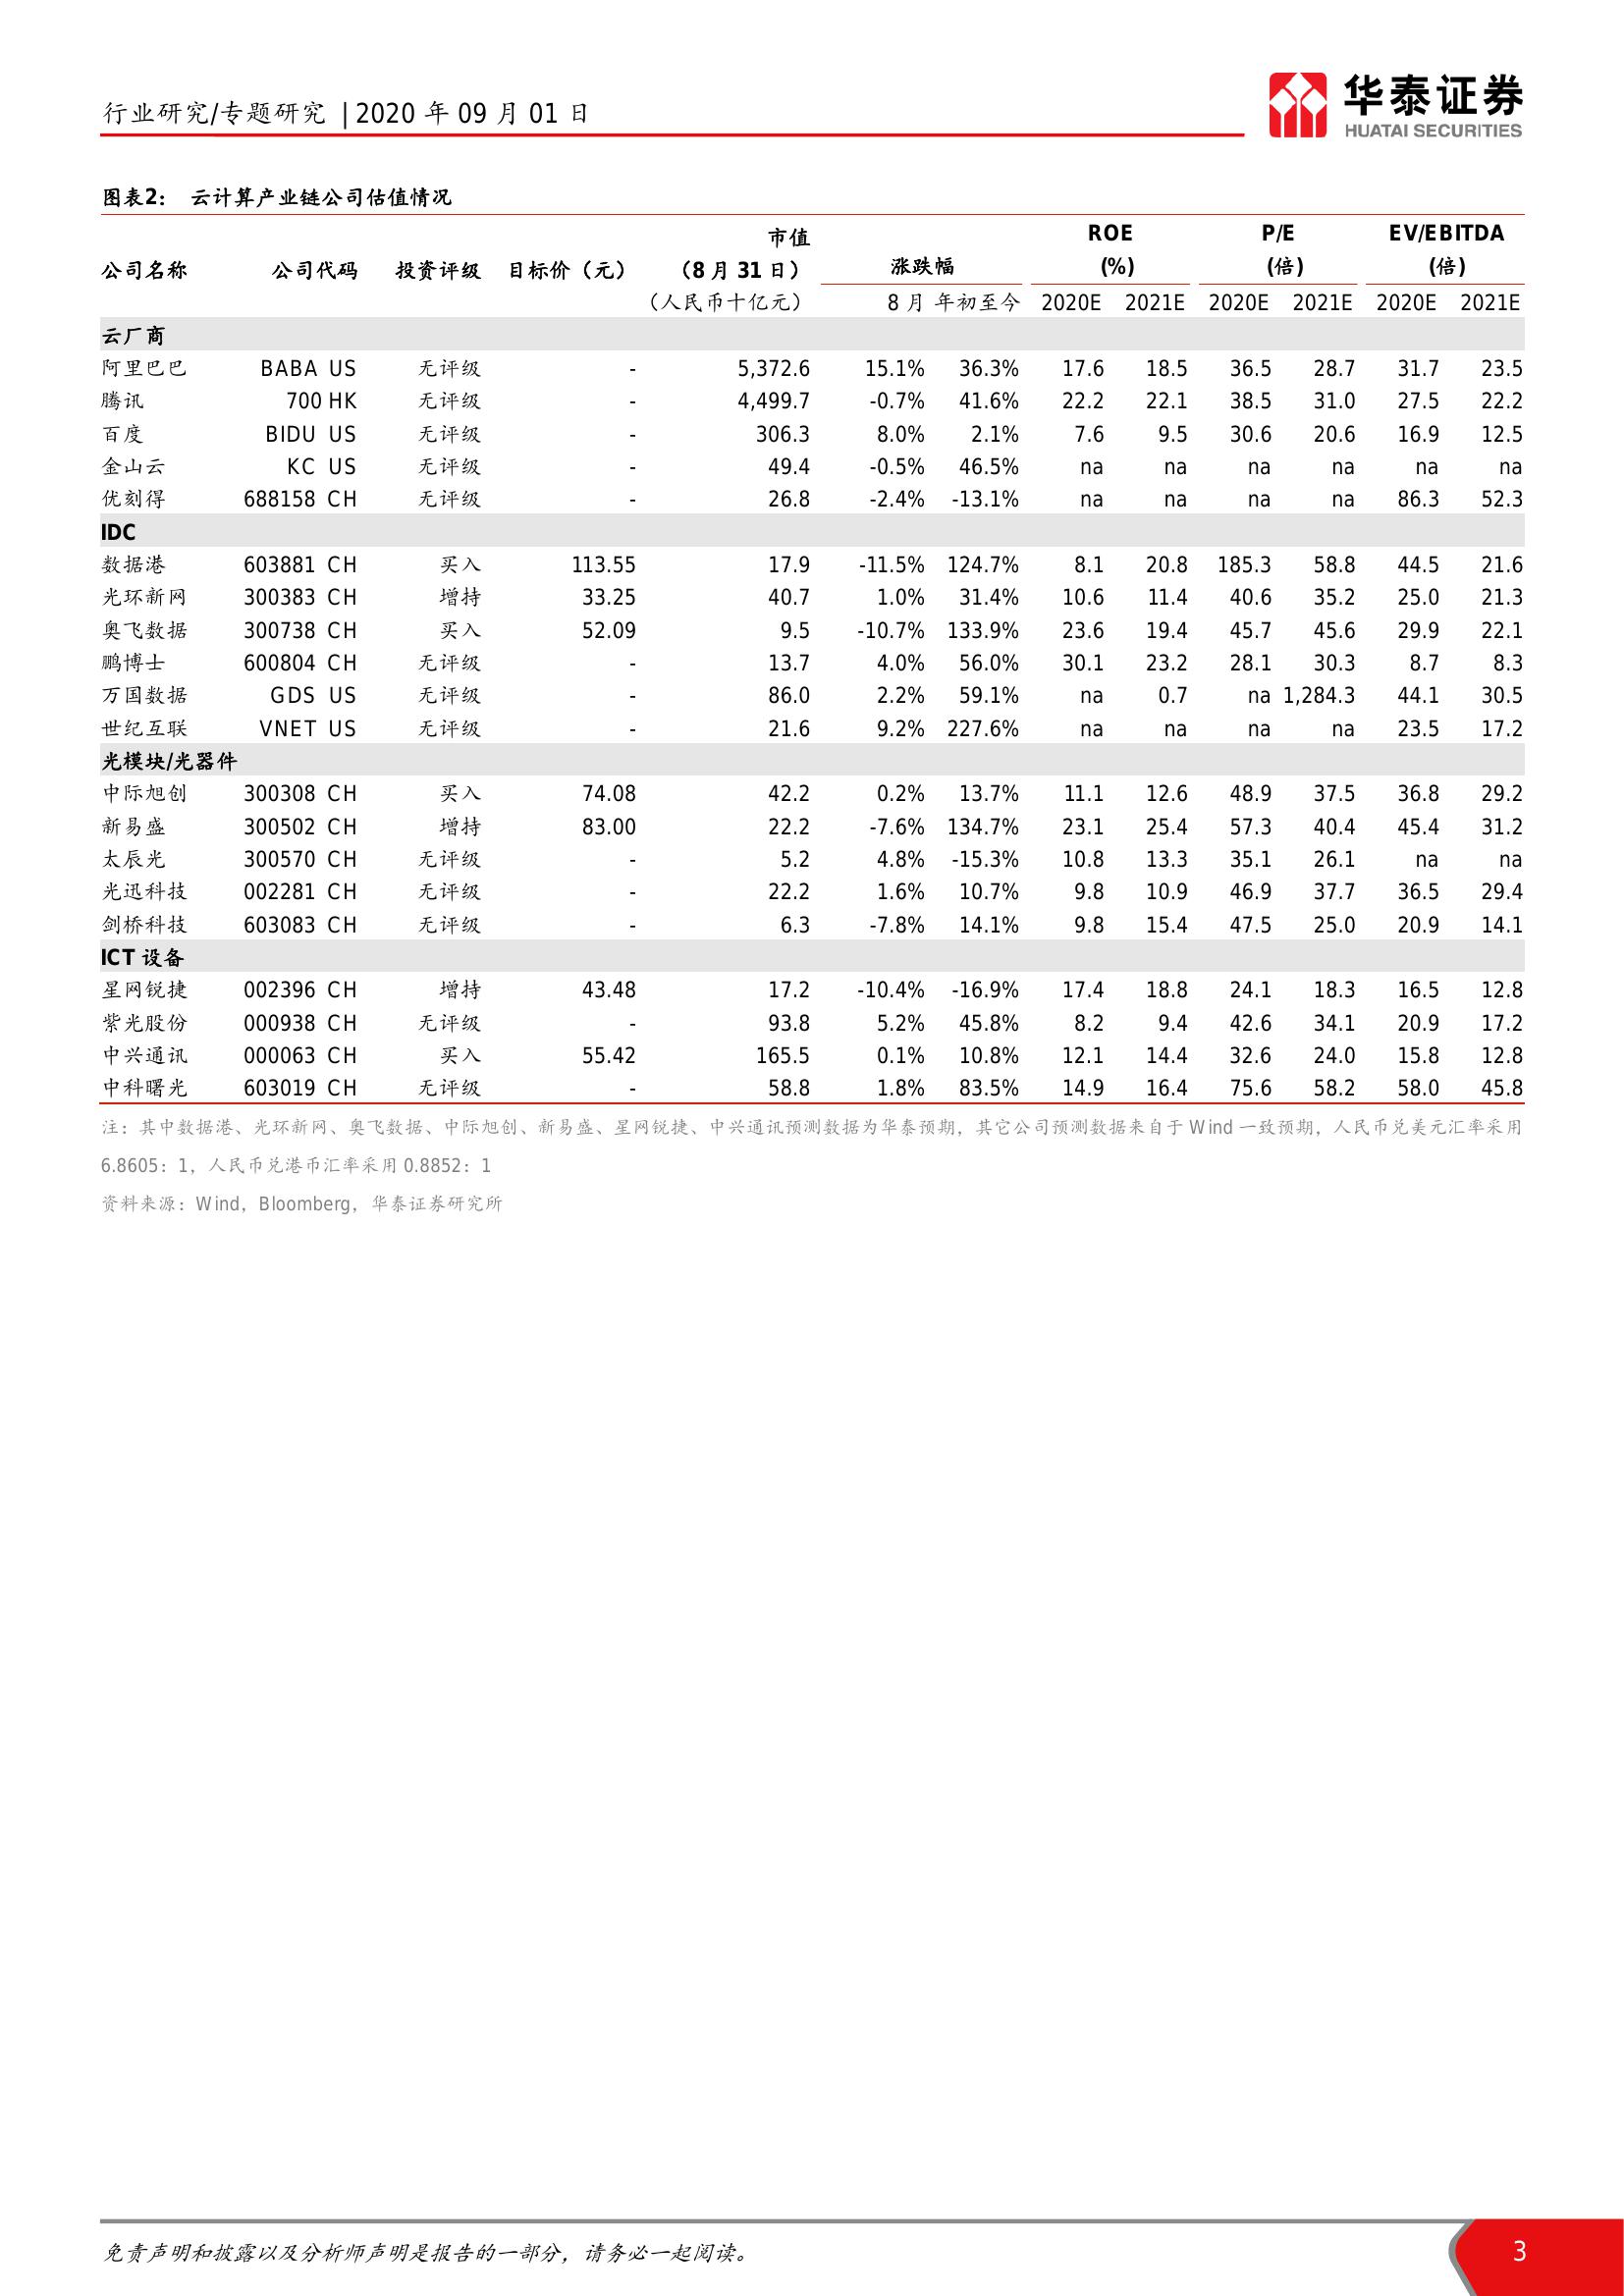 行业研究/专题研究 | 2020 年 09 月 01 日
华泰证券
HUATAI SECURITIES
图表2： 云计算产业链公司估值情况
市值 ROE P/E EV/EBITDA
公司名称 公司代码 投资评级 目标价（元） （8 月 31 日） 涨跌幅 (%) (倍) (倍)
（人民币十亿元） 8 月 年初至今 2020E 2021E 2020E 2021E 2020E 2021E
云厂商
阿里巴巴 BABA US 无评级 - 5,372.6 15.1% 36.3% 17.6 18.5 36.5 28.7 31.7 23.5
腾讯 700 HK 无评级 - 4,499.7 -0.7% 41.6% 22.2 22.1 38.5 31.0 27.5 22.2
百度 BIDU US 无评级 - 306.3 8.0% 2.1% 7.6 9.5 30.6 20.6 16.9 12.5
金山云 KC US 无评级 - 49.4 -0.5% 46.5% na na na na na na
优刻得 688158 CH 无评级 - 26.8 -2.4% -13.1% na na na na 86.3 52.3
IDC
数据港 603881 CH 买入 113.55 17.9 -11.5% 124.7% 8.1 20.8 185.3 58.8 44.5 21.6
光环新网 300383 CH 增持 33.25 40.7 1.0% 31.4% 10.6 11.4 40.6 35.2 25.0 21.3
奥飞数据 300738 CH 买入 52.09 9.5 -10.7% 133.9% 23.6 19.4 45.7 45.6 29.9 22.1
鹏博士 600804 CH 无评级 - 13.7 4.0% 56.0% 30.1 23.2 28.1 30.3 8.7 8.3
万国数据 GDS US 无评级 - 86.0 2.2% 59.1% na 0.7 na 1,284.3 44.1 30.5
世纪互联 VNET US 无评级 - 21.6 9.2% 227.6% na na na na 23.5 17.2
光模块/光器件
中际旭创 300308 CH 买入 74.08 42.2 0.2% 13.7% 11.1 12.6 48.9 37.5 36.8 29.2
新易盛 300502 CH 增持 83.00 22.2 -7.6% 134.7% 23.1 25.4 57.3 40.4 45.4 31.2
太辰光 300570 CH 无评级 - 5.2 4.8% -15.3% 10.8 13.3 35.1 26.1 na na
光迅科技 002281 CH 无评级 - 22.2 1.6% 10.7% 9.8 10.9 46.9 37.7 36.5 29.4
剑桥科技 603083 CH 无评级 - 6.3 -7.8% 14.1% 9.8 15.4 47.5 25.0 20.9 14.1
ICT 设备
星网锐捷 002396 CH 增持 43.48 17.2 -10.4% -16.9% 17.4 18.8 24.1 18.3 16.5 12.8
紫光股份 000938 CH 无评级 - 93.8 5.2% 45.8% 8.2 9.4 42.6 34.1 20.9 17.2
中兴通讯 000063 CH 买入 55.42 165.5 0.1% 10.8% 12.1 14.4 32.6 24.0 15.8 12.8
中科曙光 603019 CH 无评级 - 58.8 1.8% 83.5% 14.9 16.4 75.6 58.2 58.0 45.8
注：其中数据港、光环新网、奥飞数据、中际旭创、新易盛、星网锐捷、中兴通讯预测数据为华泰预期，其它公司预测数据来自于 Wind 一致预期，人民币兑美元汇率采用
6.8605：1，人民币兑港币汇率采用 0.8852：1
资料来源：Wind，Bloomberg，华泰证券研究所
免责声明和披露以及分析师声明是报告的一部分，请务必一起阅读。
3